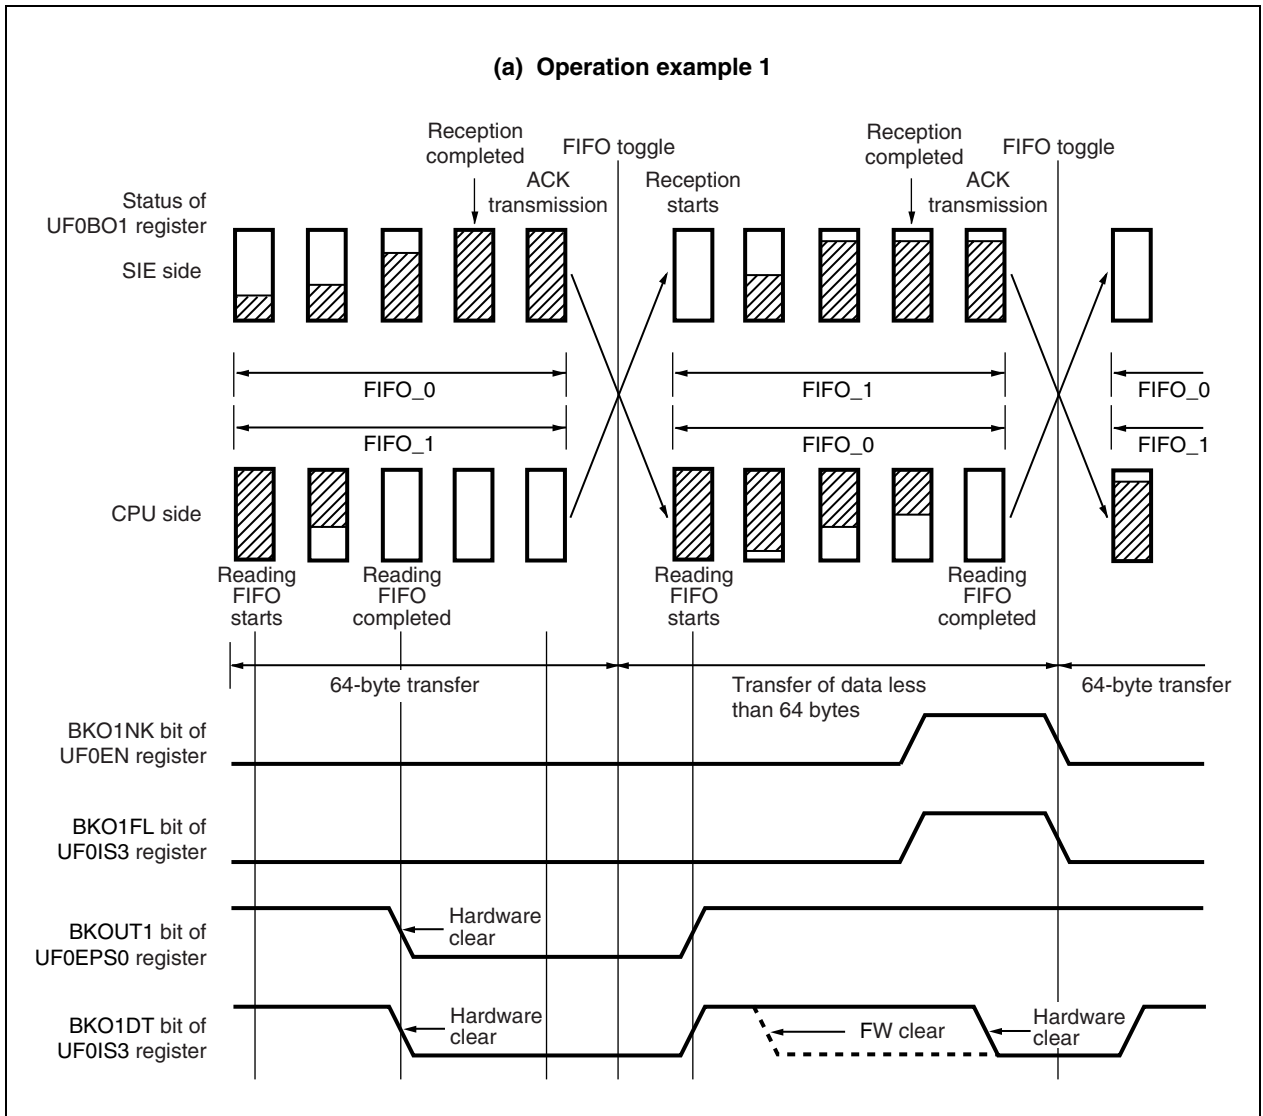 (a) Operation example 1
Reception
completed
FIFO toggle
Reception
completed
FIFO toggle
ACK
transmission
Reception
starts
ACK
transmission
Status of
UF0BO1 register
SIE side
FIFO_0
FIFO_1
FIFO_0
FIFO_1
FIFO_0
FIFO_1
CPU side
Reading
FIFO
starts
Reading
FIFO
completed
Reading
FIFO
starts
Reading
FIFO
completed
64-byte transfer
Transfer of data less
than 64 bytes
64-byte transfer
BKO1NK bit of
UF0EN register
BKO1FL bit of
UF0IS3 register
BKOUT1 bit of
UF0EPS0 register
Hardware
clear
BKO1DT bit of
UF0IS3 register
Hardware
clear
FW clear
Hardware
clear